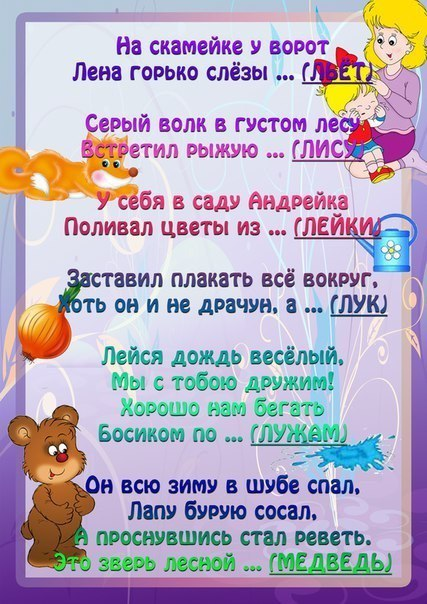 На скамейке у ворот
Лена горько слёзы ... (ЛЬЁТ)
Серый волк в густом лесу
Встретил рыжую ... (ЛИСУ)
У себя в саду Андрейка
Поливал цветы из ... (ЛЕЙКИ)
Заставил плакать всё вокруг,
Хоть он и не драчун, а ... (ЛУК)
Лейся дождь весёлый,
Мы с тобою дружим!
Хорошо нам бегать
Босиком по ... (ЛУЖАМ)
Он всю зиму в шубе спал,
Лапу бурую сосал,
А проснувшись стал реветь.
Это зверь лесной ... (МЕДВЕДЬ)